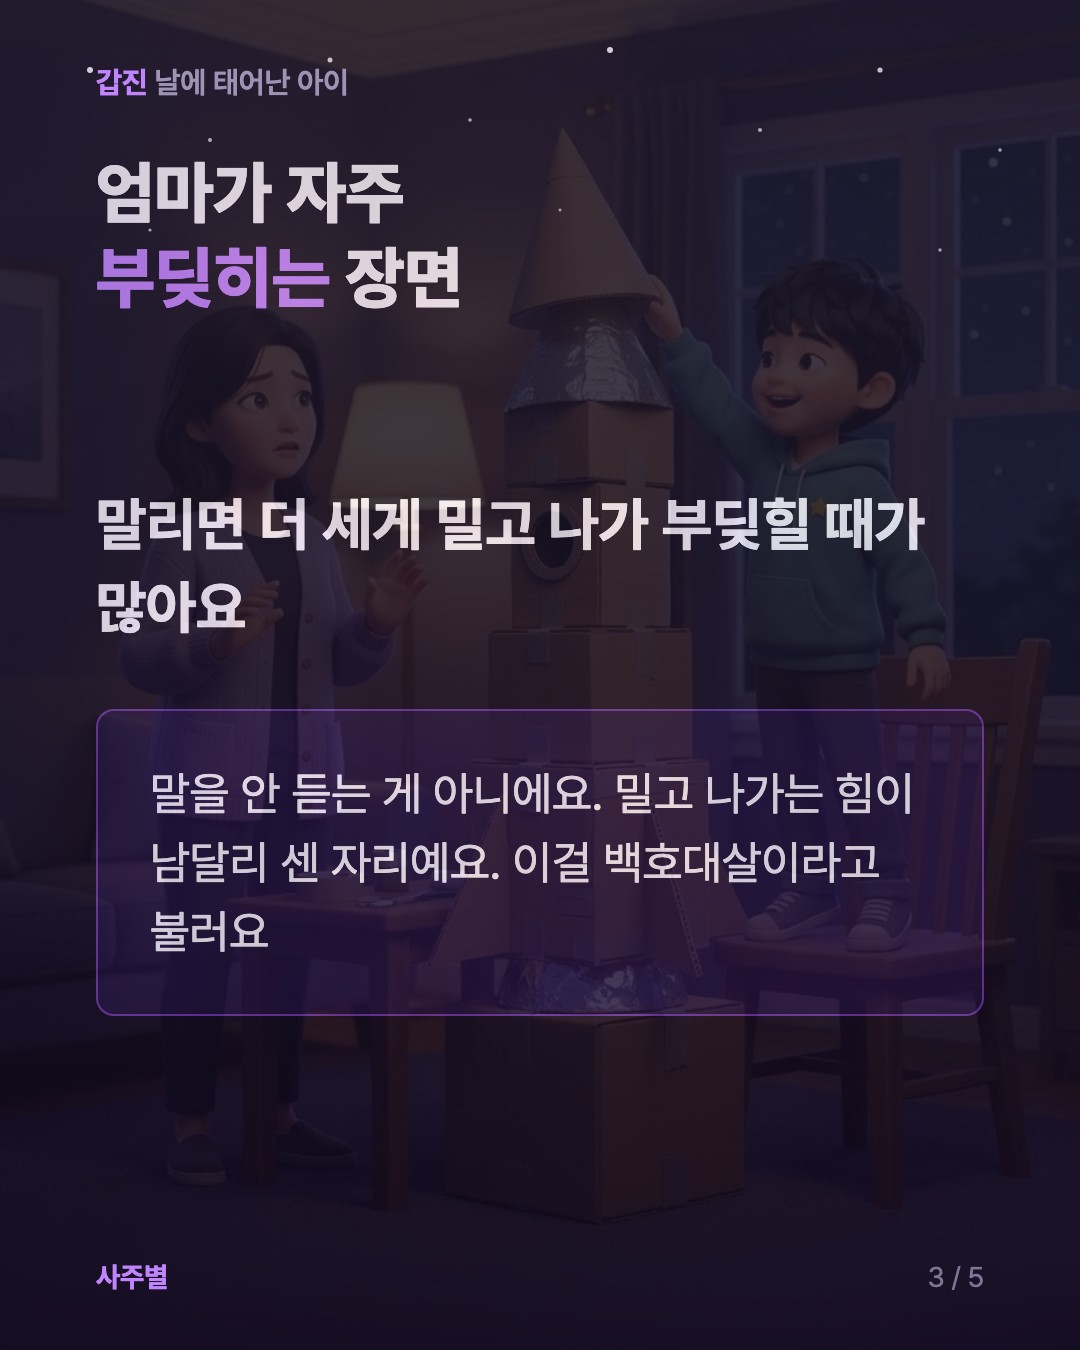 갑진 날에 태어난 아이
엄마가 자주
부딪히는 장면
말리면 더 세게 밀고 나가 부딪힐 때가
많아요
말을 안 듣는 게 아니에요. 밀고 나가는 힘이
남달리 센 자리예요. 이걸 백호대살이라고
불러요
사주별
3 / 5